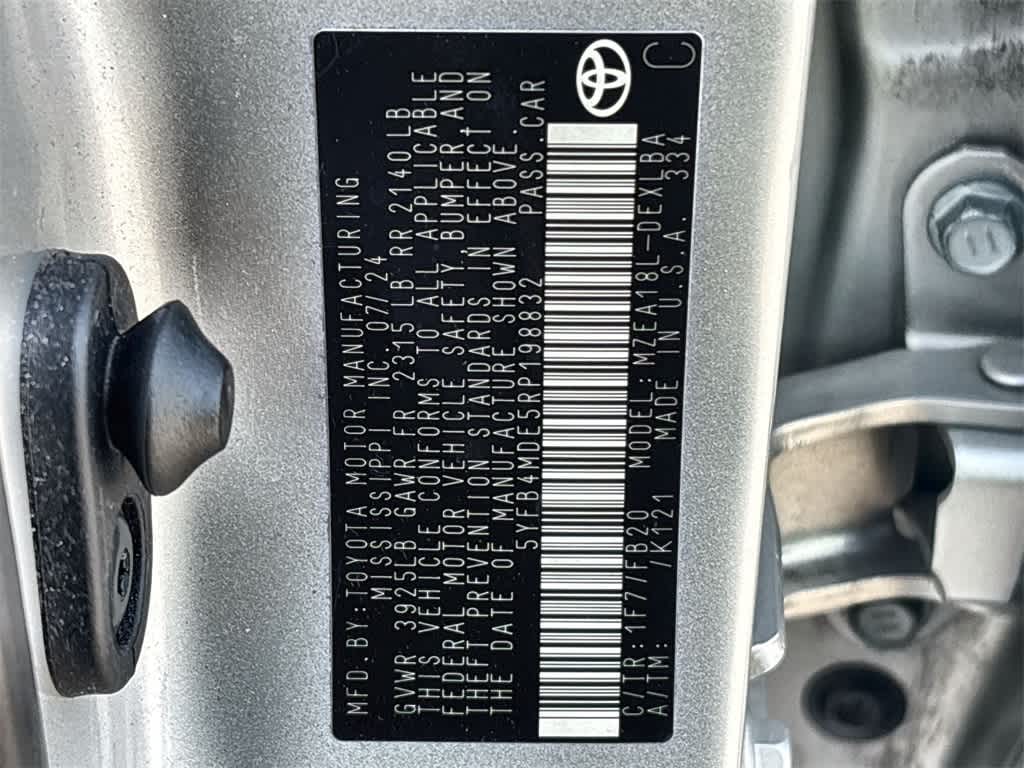 MFD.BY:TOYOTA MOTOR MANUFACTURING
MISSISSIPPI INC. 07/24
GVWR 3925LB GAWR FR 2315 LB RR 2140LB
THIS VEHICLE CONFORMS TO ALL APPLICABLE
FEDERAL MOTOR VEHICLE SAFETY BUMPER AND
THEFT PREVENTION STANDARDS IN EFFECT ON
THE DATE OF MANUFACTURE SHOWN ABOVE.
5YFB4MDE5RP198832 PASS.CAR
C/TR:1F7/FB20 MODEL:MZEA18L-DEXLBA
A/TM: /K121 MADE IN U.S.A. 334
C